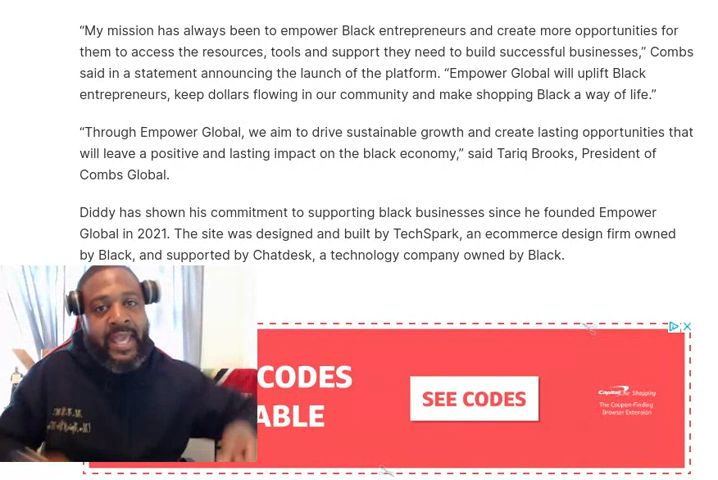 “My mission has always been to empower Black entrepreneurs and create more opportunities for
them to access the resources, tools and support they need to build successful businesses,” Combs
said in a statement announcing the launch of the platform. “Empower Global will uplift Black
entrepreneurs, keep dollars flowing in our community and make shopping Black a way of life.”
“Through Empower Global, we aim to drive sustainable growth and create lasting opportunities that
will leave a positive and lasting impact on the black economy,” said Tariq Brooks, President of
Combs Global.
Diddy has shown his commitment to supporting black businesses since he founded Empower
Global in 2021. The site was designed and built by TechSpark, an ecommerce design firm owned
by Black, and supported by Chatdesk, a technology company owned by Black.
CODES
ABLE
SEE CODES
Capital One Shopping
The Coupon-Finding
Browser Extension